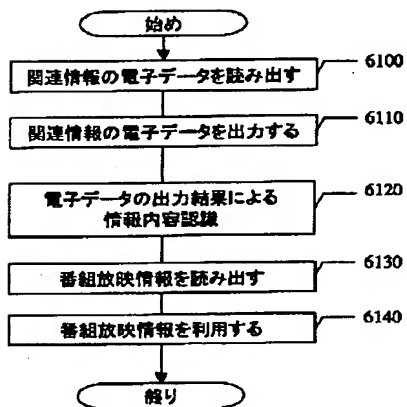 始め
関連情報の電子データを読み出す
6100
関連情報の電子データを出力する
6110
電子データの出力結果による
情報内容認識
6120
番組放映情報を読み出す
6130
番組放映情報を利用する
6140
終り